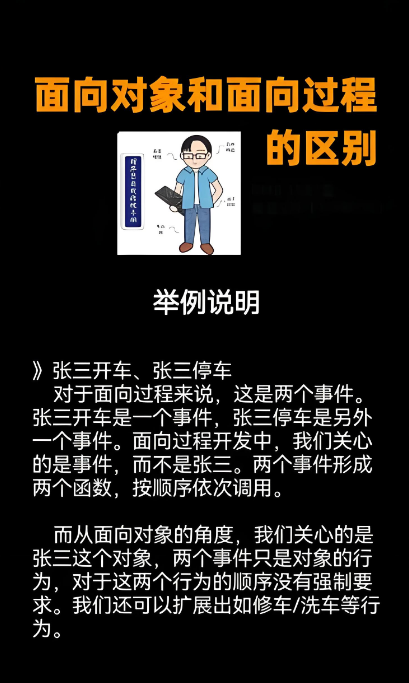 面向对象和面向过程
的区别
举例说明
》张三开车、张三停车
对于面向过程来说，这是两个事件。
张三开车是一个事件，张三停车是另外
一个事件。面向过程开发中，我们关心
的是事件，而不是张三。两个事件形成
两个函数，按顺序依次调用。
而从面向对象的角度，我们关心的是
张三这个对象，两个事件只是对象的行
为，对于这两个行为的顺序没有强制要
求。我们还可以扩展出如修车/洗车等行
为。